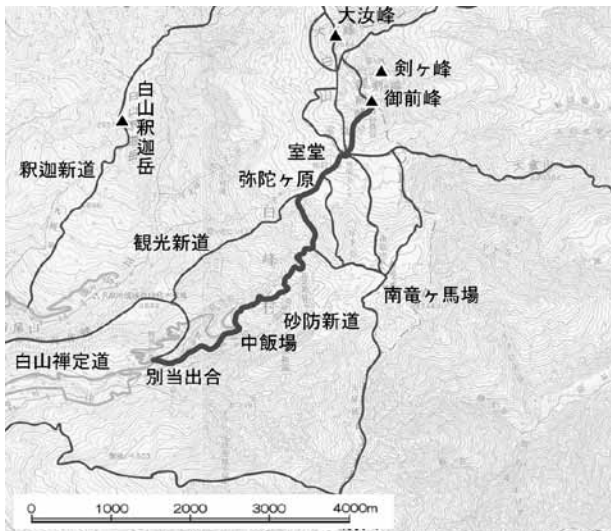 大汝峰
剣ヶ峰
御前峰
白山釈迦岳
室堂
釈迦新道
弥陀ヶ原
観光新道
南竜ヶ馬場
砂防新道
中飯場
白山禅定道
別当出合
0 1000 2000 3000 4000m